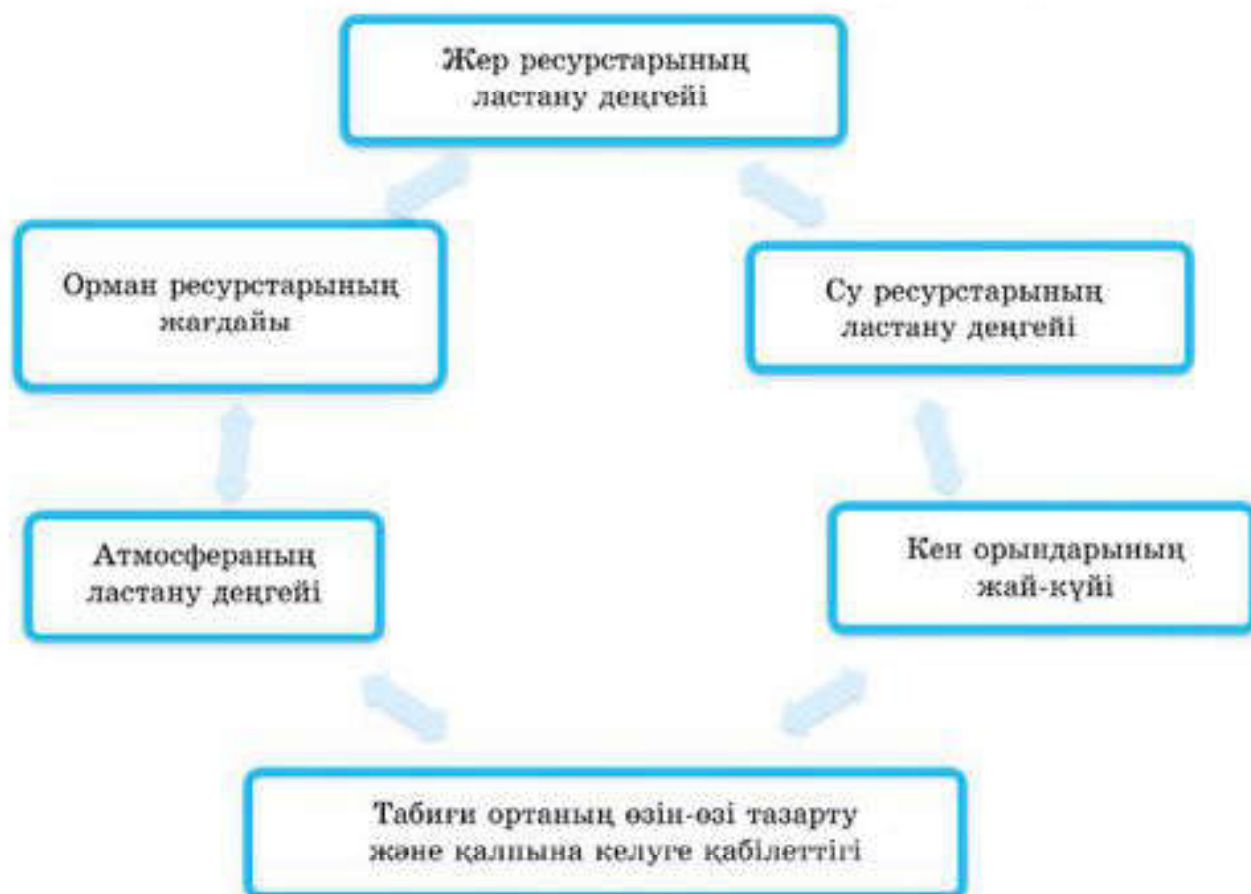 Жер ресурстарының
ластану деңгейі
Орман ресурстарының
жағдайы
Су ресурстарының
ластану деңгейі
Атмосфераның
ластану деңгейі
Кен орындарының
жай-күйі
Табиғи ортаның өзін-өзі тазарту
және қалпына келуге қабілеттігі